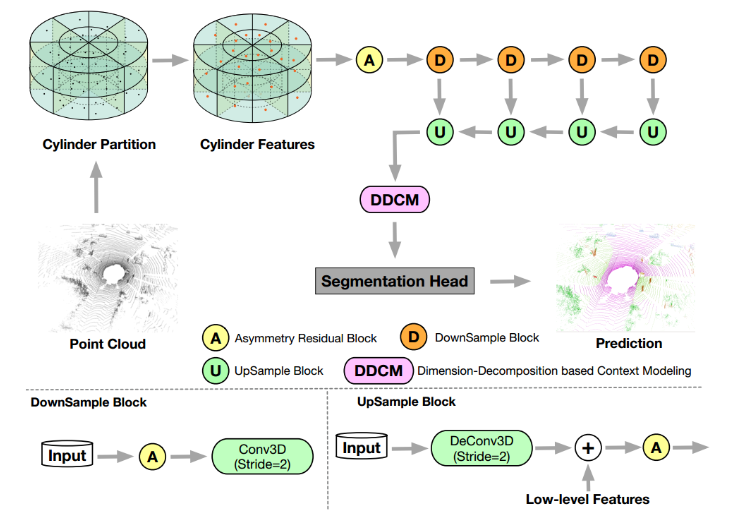 A D D D D
U U U U
Cylinder Partition
Cylinder Features
DDCM
Segmentation Head
Point Cloud
Prediction
A Asymmetry Residual Block
D DownSample Block
U UpSample Block
DDCM Dimension-Decomposition based Context Modeling
DownSample Block
Input
A
Conv3D
(Stride=2)
UpSample Block
Input
DeConv3D
(Stride=2)
+
A
Low-level Features